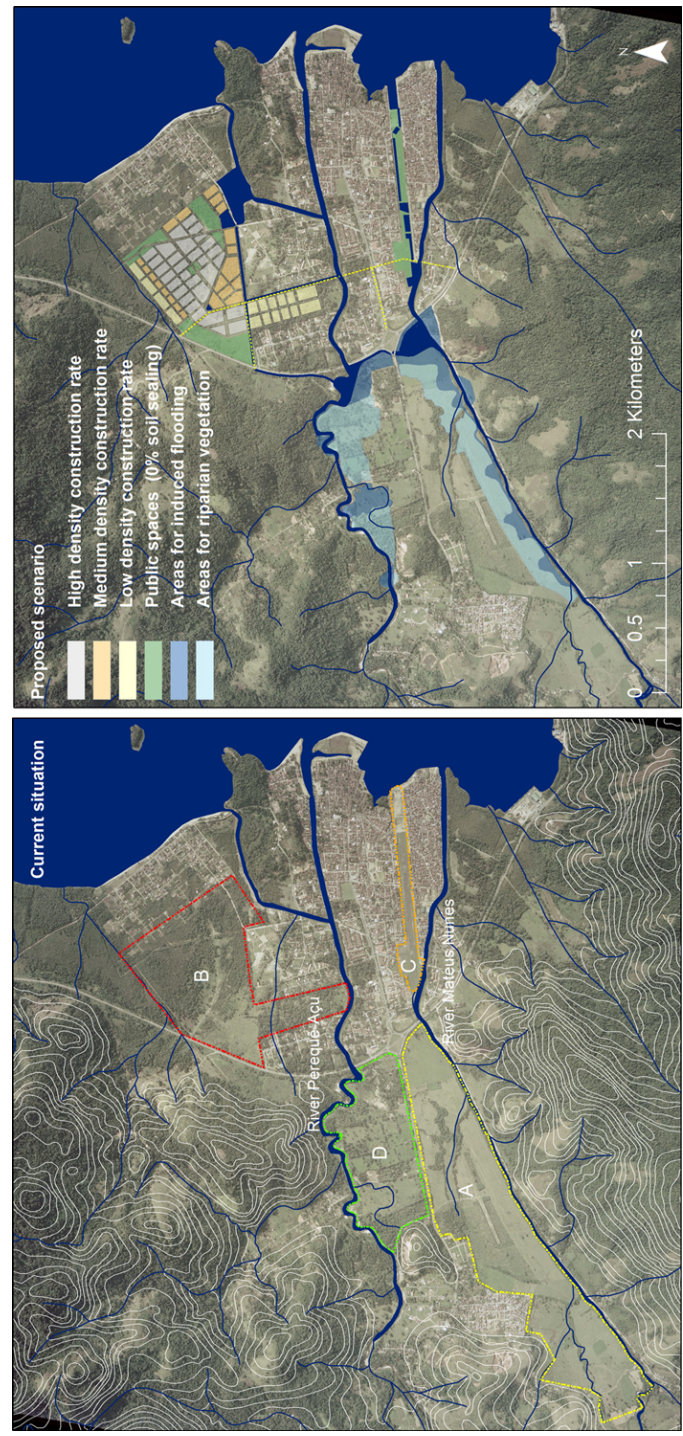 Current situation
B
River Perequê-Açu
D
C
River Mateus Nunes
A
Proposed scenario
High density construction rate
Medium density construction rate
Low density construction rate
Public spaces (0% soil sealing)
Areas for induced flooding
Areas for riparian vegetation
N
0 0.5 1 2 Kilometers